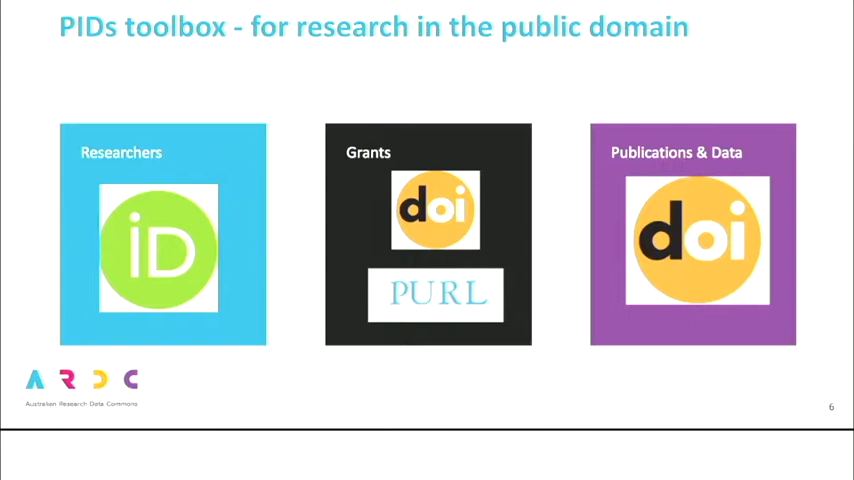 PIDs toolbox - for research in the public domain
Researchers
iD
Grants
doi
PURL
Publications & Data
doi
ARDC
Australian Research Data Commons
6